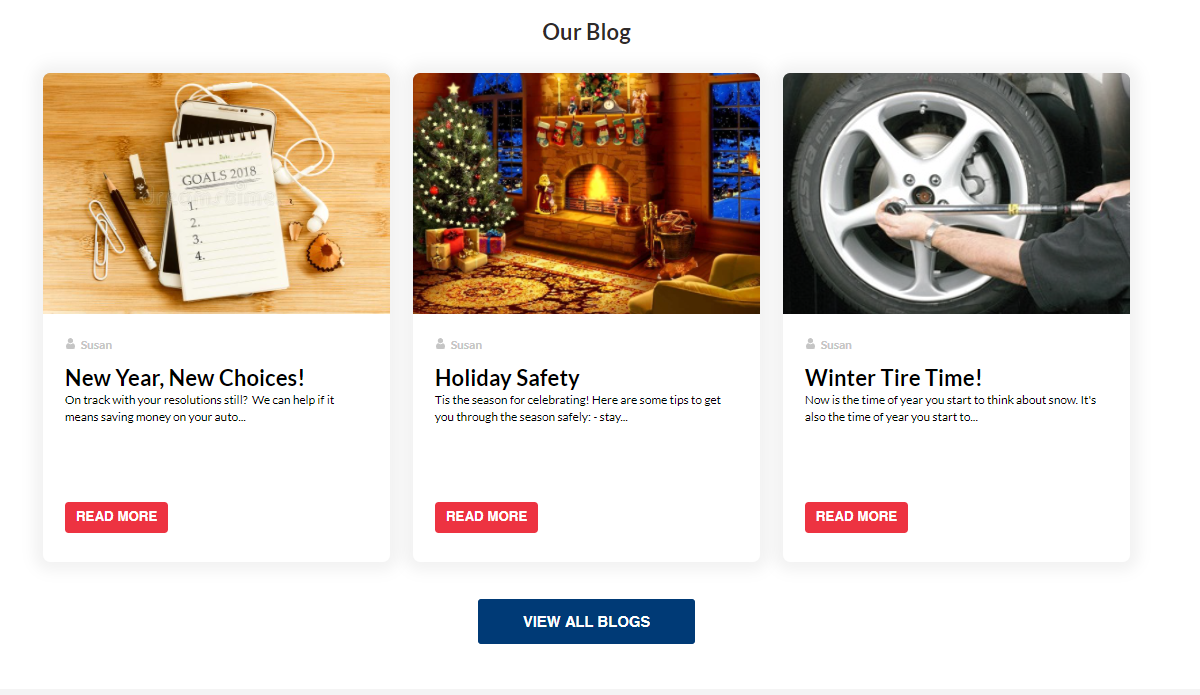 Our Blog
GOALS 2018
1.
2.
3.
4.
Susan
New Year, New Choices!
On track with your resolutions still? We can help if it
means saving money on your auto...
READ MORE
Susan
Holiday Safety
Tis the season for celebrating! Here are some tips to get
you through the season safely: - stay...
READ MORE
Susan
Winter Tire Time!
Now is the time of year you start to think about snow. It's
also the time of year you start to...
READ MORE
VIEW ALL BLOGS